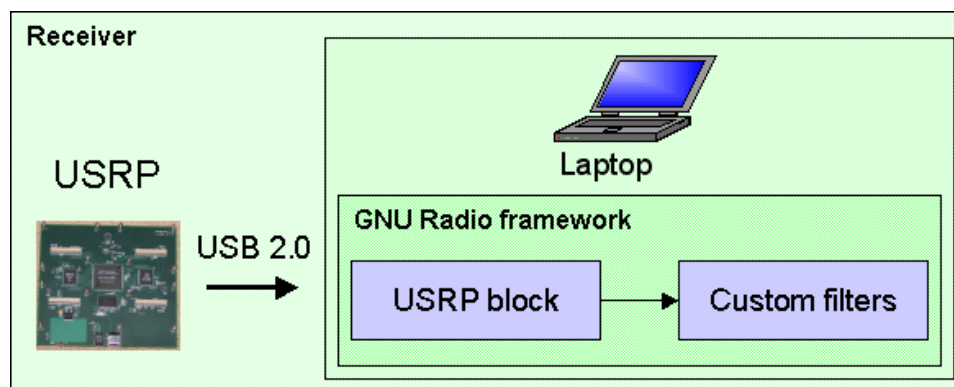 Receiver
Laptop
USRP
USB 2.0
GNU Radio framework
USRP block
Custom filters